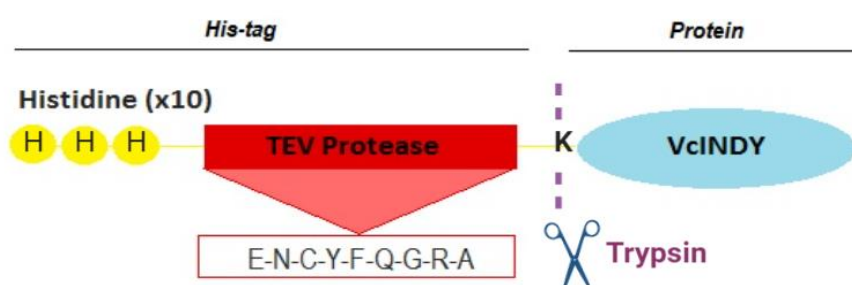 His-tag
Protein
Histidine (x10)
H H H
TEV Protease
K
VcINDY
E-N-C-Y-F-Q-G-R-A
Trypsin